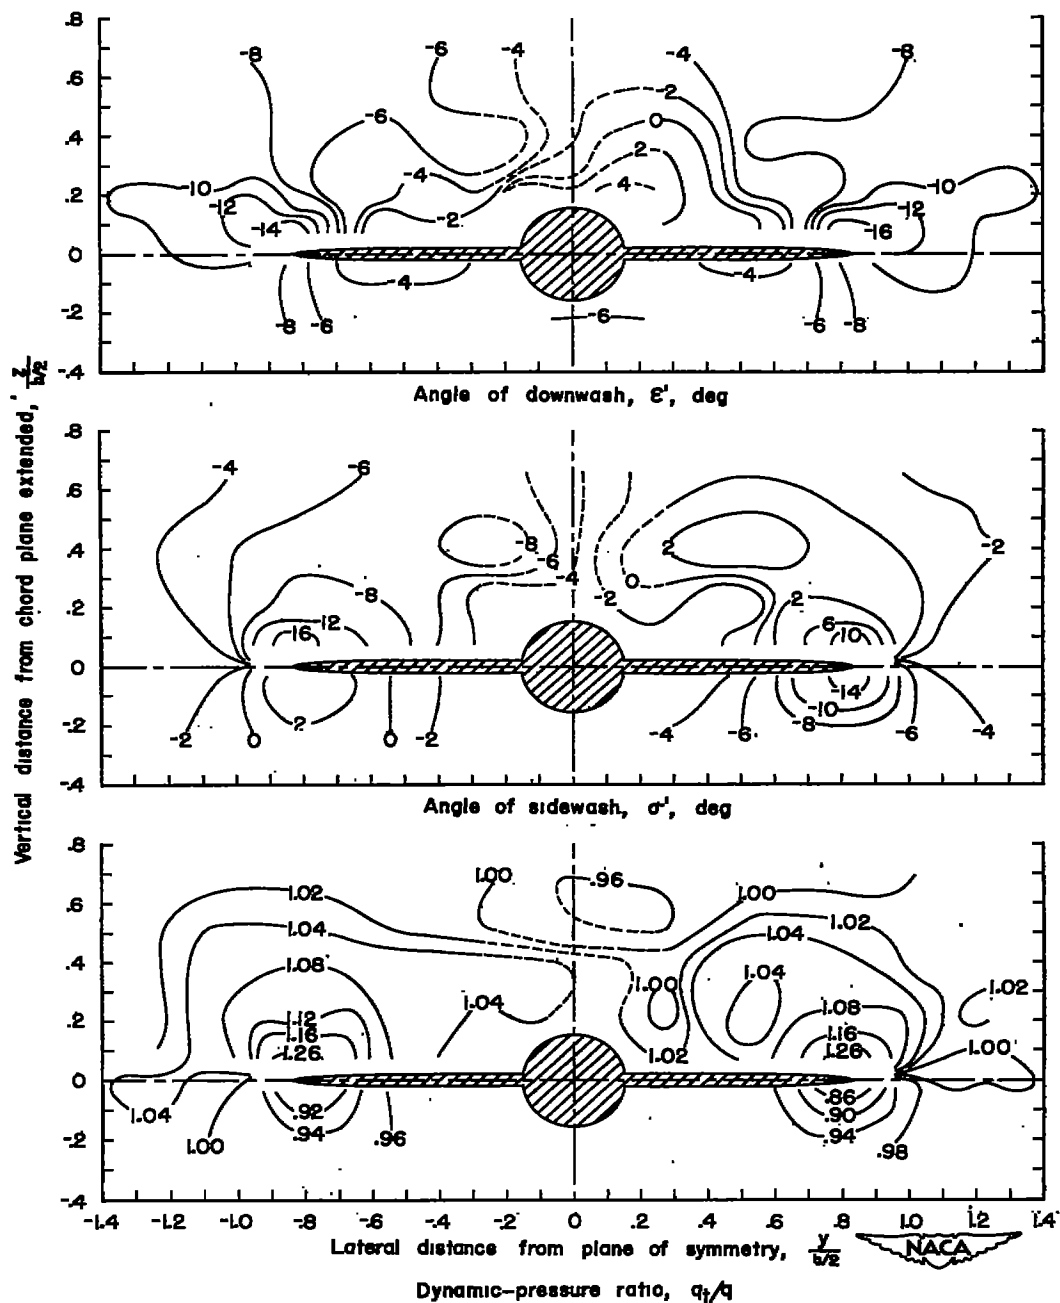 .8
.6
.4
.2
0
-.2
-.4
-8 -6 -4 -4 -8
-6 -2 0
-10 -4 2 -10
-12 -2 4 -12
-14 -16
-4 -4
-8 -6 -6 -6 -8
Angle of downwash, ε', deg
Vertical distance from chord plane extended, z/b/2
.8
.6
.4
.2
0
-.2
-.4
-4 -6
-8 2 -2
-6
-8 -4 0
12 -2 2
16 6
10
-14
2 -10
-2 0 0 -2 -4 -6 -8 -6 -4
Angle of sidewash, σ', deg
.8
.6
.4
.2
0
-.2
-.4
1.02 1.00 .96 1.00
1.04 1.04 1.02
1.08 1.00 1.04 1.02
1.12 1.04 1.08
1.16 1.16
1.26 1.02 1.26 1.00
1.04 .92 .86
.90
1.00 .94 .96 .94 .98
-1.4 -1.2 -1.0 -.8 -.6 -.4 -.2 0 .2 .4 .6 .8 1.0 1.2 1.4
Lateral distance from plane of symmetry, y/b/2
NACA
Dynamic-pressure ratio, qt/q